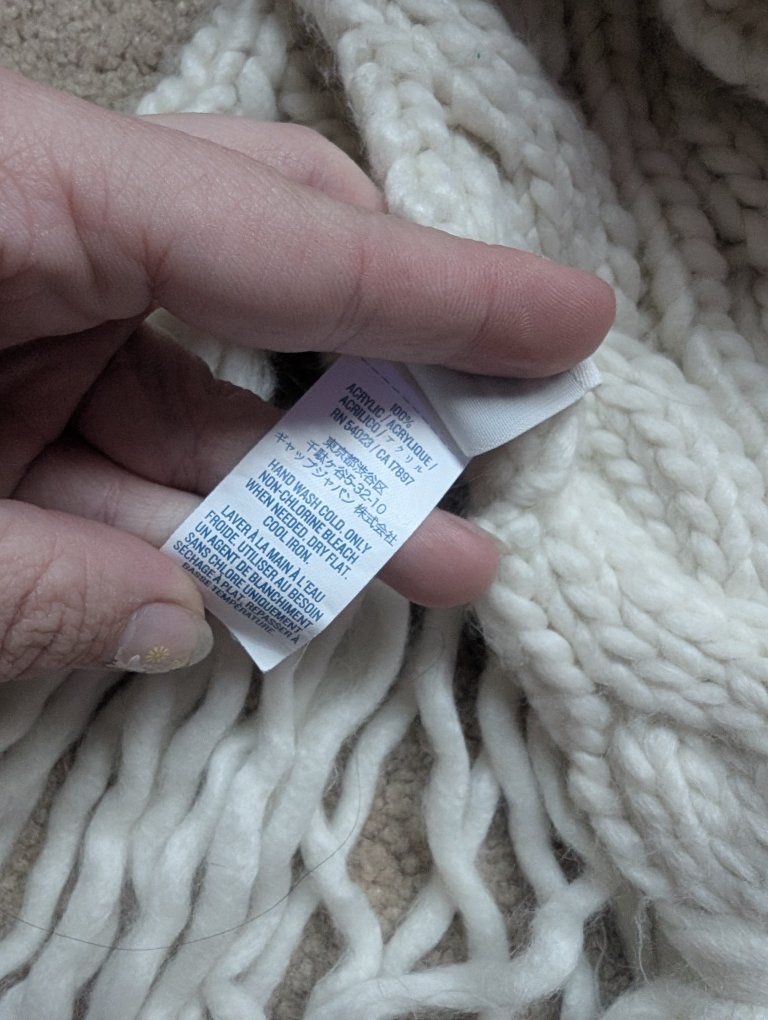 100%
ACRYLIC / ACRYLIQUE /
ACRILICO / アクリル
RN 54023 / CA 17897
東京都渋谷区
千駄ケ谷5-32-10
ギャップジャパン 株式会社
HAND WASH COLD. ONLY
NON-CHLORINE BLEACH
WHEN NEEDED. DRY FLAT.
COOL IRON.
LAVER À LA MAIN À L'EAU
FROIDE. UTILISER AU BESOIN
UN AGENT DE BLANCHIMENT
SANS CHLORE UNIQUEMENT.
SÉCHAGE À PLAT. REPASSER À
BASSE TEMPÉRATURE.